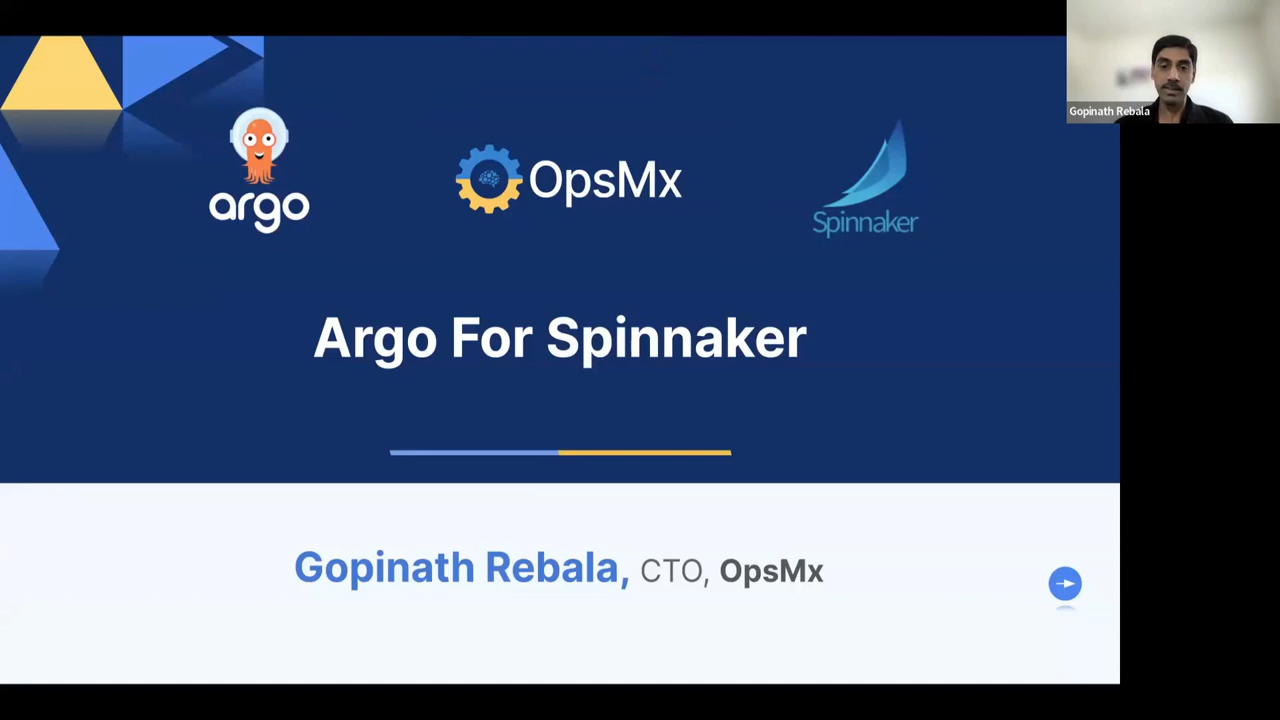 Gopinath Rebala
argo
OpsMx
Spinnaker
Argo For Spinnaker
Gopinath Rebala, CTO, OpsMx